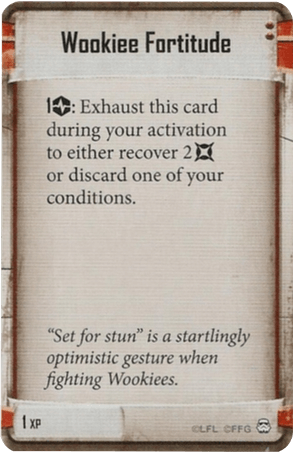 Wookiee Fortitude
1: Exhaust this card
during your activation
to either recover 2
or discard one of your
conditions.
"Set for stun" is a startlingly
optimistic gesture when
fighting Wookiees.
1 XP
©LFL ©FFG